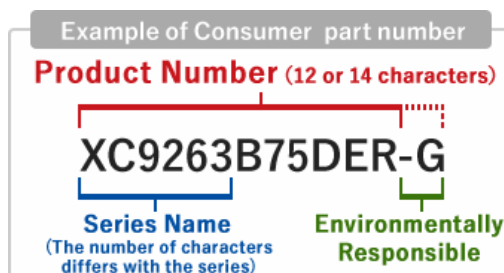 Example of Consumer part number
Product Number (12 or 14 characters)
XC9263B75DER-G
Series Name
(The number of characters
differs with the series)
Environmentally
Responsible